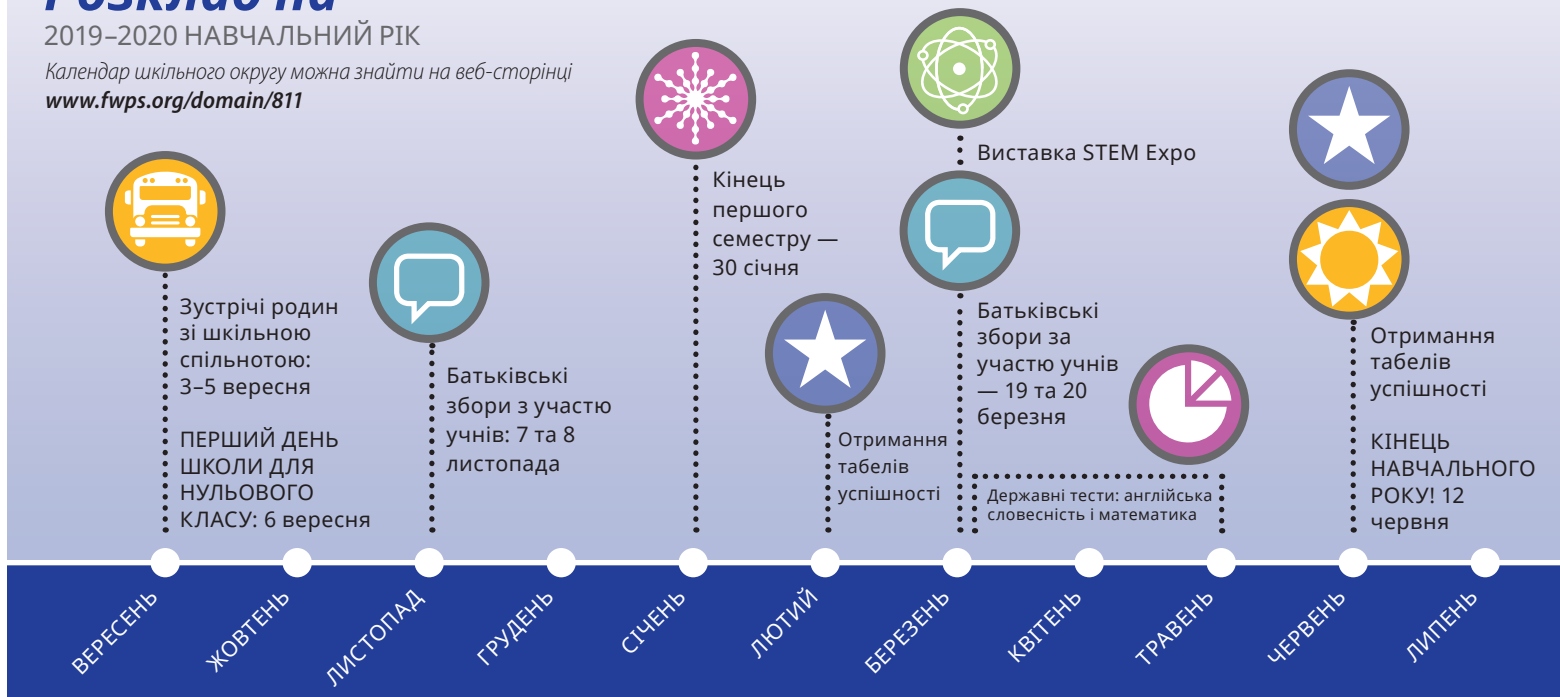 Розклад на
2019–2020 НАВЧАЛЬНИЙ РІК
Календар шкільного округу можна знайти на веб-сторінці
www.fwps.org/domain/811
Зустрічі родин
зі шкільною
спільнотою:
3–5 вересня
ПЕРШИЙ ДЕНЬ
ШКОЛИ ДЛЯ
НУЛЬОВОГО
КЛАСУ: 6 вересня
Батьківські
збори з участю
учнів: 7 та 8
листопада
Кінець
першого
семестру —
30 січня
Отримання
табелів
успішності
Виставка STEM Expo
Батьківські
збори за
участю учнів
— 19 та 20
березня
Державні тести: англійська
словесність і математика
Отримання
табелів
успішності
КІНЕЦЬ
НАВЧАЛЬНОГО
РОКУ! 12
червня
ВЕРЕСЕНЬ
ЖОВТЕНЬ
ЛИСТОПАД
ГРУДЕНЬ
СІЧЕНЬ
ЛЮТИЙ
БЕРЕЗЕНЬ
КВІТЕНЬ
ТРАВЕНЬ
ЧЕРВЕНЬ
ЛИПЕНЬ